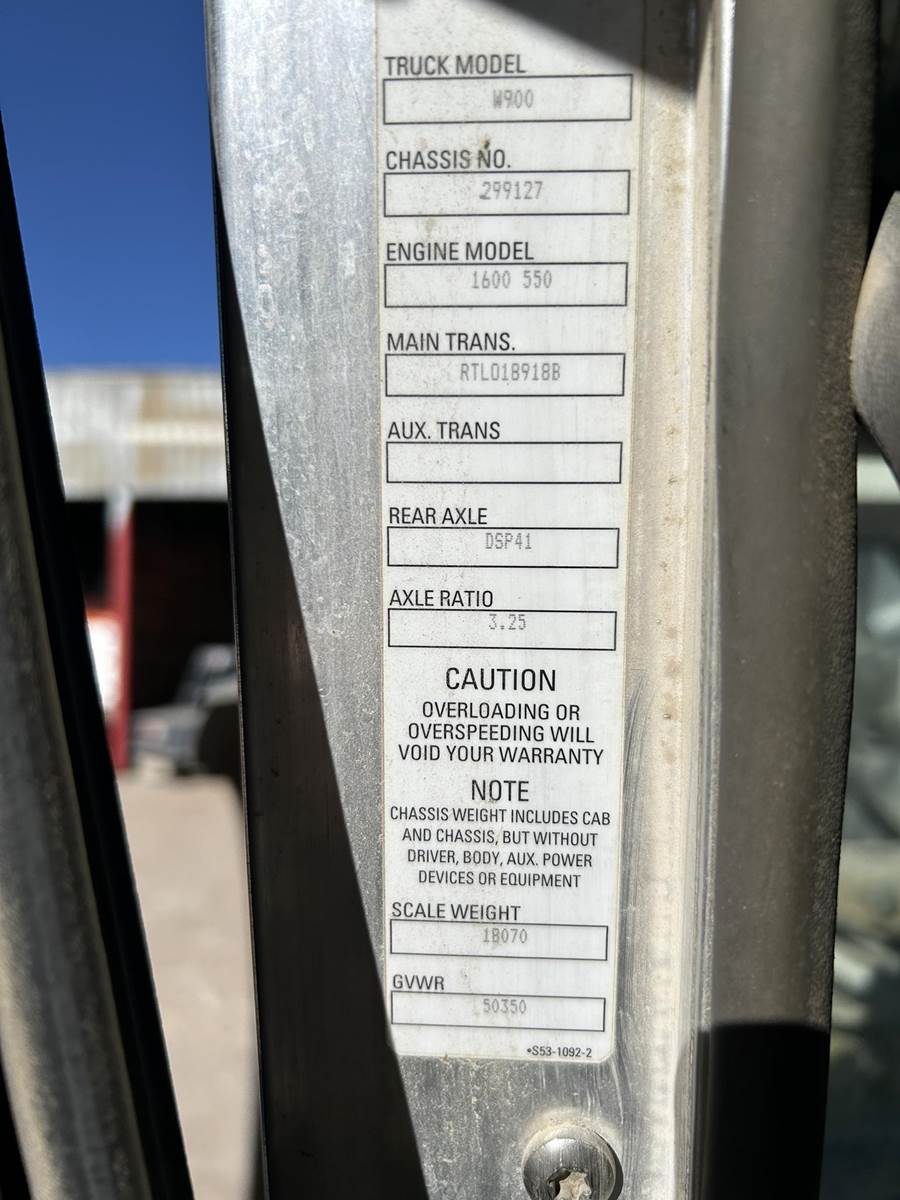 TRUCK MODEL
W900
CHASSIS NO.
299127
ENGINE MODEL
1600 550
MAIN TRANS.
RTLO18918B
AUX. TRANS
REAR AXLE
DSP41
AXLE RATIO
3.25
CAUTION
OVERLOADING OR
OVERSPEEDING WILL
VOID YOUR WARRANTY
NOTE
CHASSIS WEIGHT INCLUDES CAB
AND CHASSIS, BUT WITHOUT
DRIVER, BODY, AUX. POWER
DEVICES OR EQUIPMENT
SCALE WEIGHT
18070
GVWR
50350
•S53-1092-2